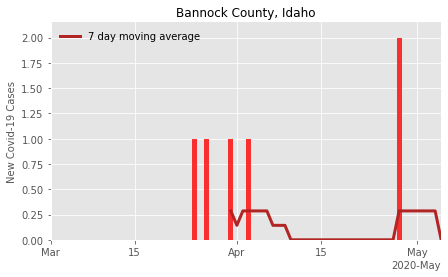 Bannock County, Idaho
7 day moving average
New Covid-19 Cases
2.00
1.75
1.50
1.25
1.00
0.75
0.50
0.25
0.00
Mar
15
Apr
15
May
2020-May